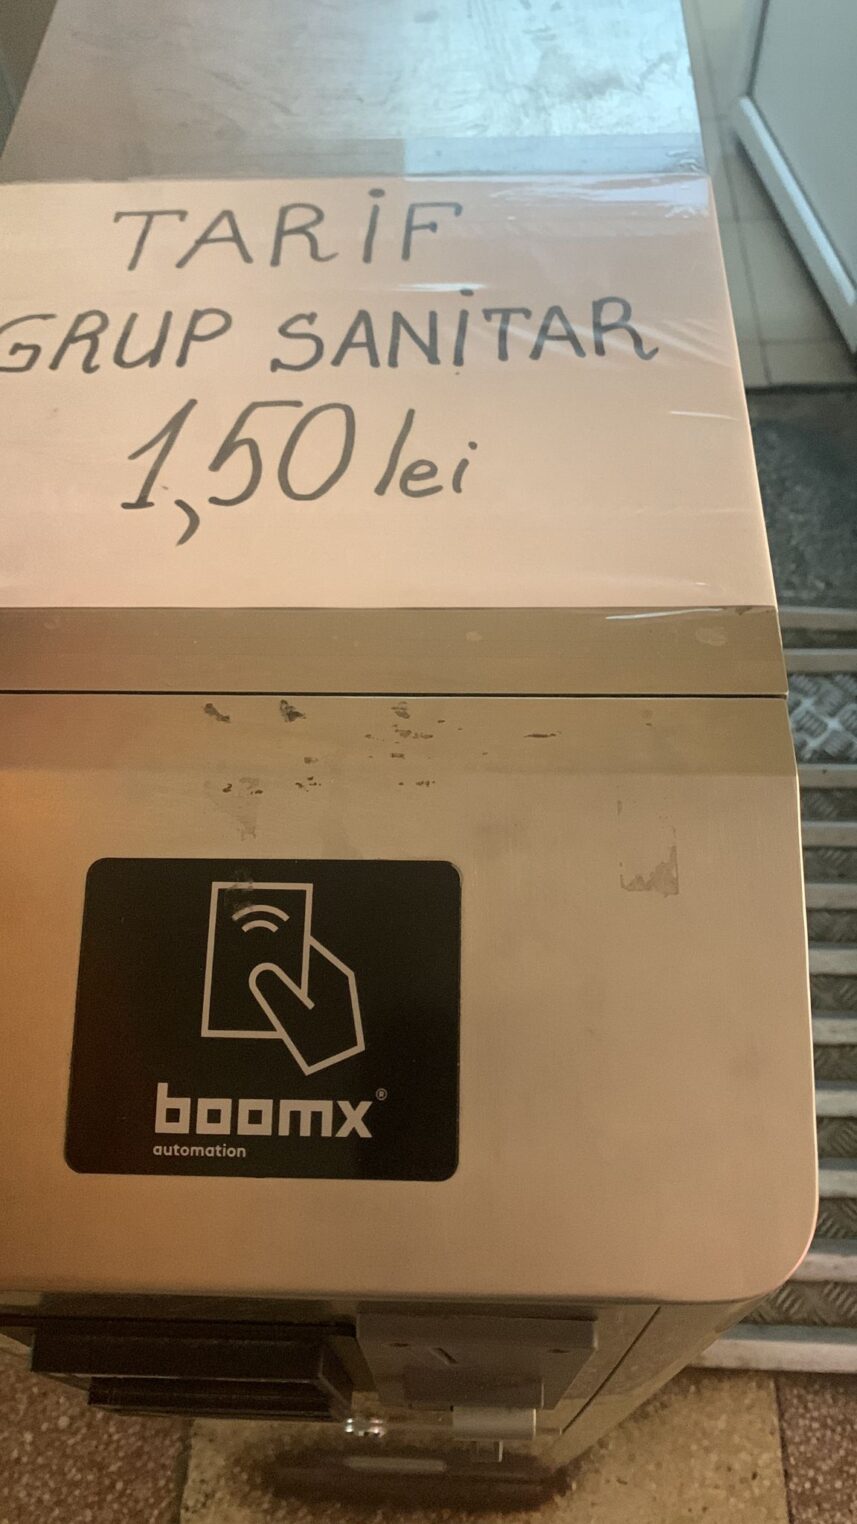 TARİF
GRUP SANİTAR
1,50 lei
boomx®
automation